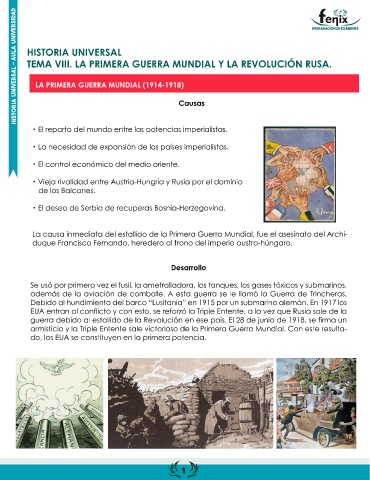 HISTORIA UNIVERSAL - AULA UNIVERSIDAD
fenix
PREPARACIÓN DE EXÁMENES
HISTORIA UNIVERSAL
TEMA VIII. LA PRIMERA GUERRA MUNDIAL Y LA REVOLUCIÓN RUSA.
LA PRIMERA GUERRA MUNDIAL (1914-1918)
Causas
• El reparto del mundo entre las potencias imperialistas.
• La necesidad de expansión de los países imperialistas.
• El control económico del medio oriente.
• Vieja rivalidad entre Austria-Hungría y Rusia por el dominio
de los Balcanes.
• El deseo de Serbia de recuperas Bosnia-Herzegovina.
La causa inmediata del estallido de la Primera Guerra Mundial, fue el asesinato del Archi-
duque Francisco Fernando, heredero al trono del imperio austro-húngaro.
Desarrollo
Se usó por primera vez el fusil, la ametralladora, los tanques, los gases tóxicos y submarinos,
además de la aviación de combate. A esta guerra se le llamó la Guerra de Trincheras.
Debido al hundimiento del barco “Lusitania” en 1915 por un submarino alemán. En 1917 los
EUA entran al conflicto y con esto, se reforzó la Triple Entente, a la vez que Rusia sale de la
guerra debido al estallido de la Revolución en ese país. El 28 de junio de 1918, se firma un
armisticio y la Triple Entente sale victoriosa de la Primera Guerra Mundial. Con este resulta-
do, los EUA se constituyen en la primera potencia.
1